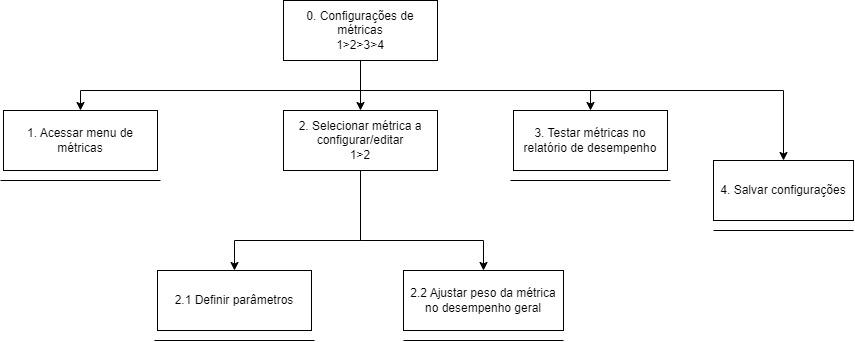 0. Configurações de
métricas
1>2>3>4
1. Acessar menu de
métricas
2. Selecionar métrica a
configurar/editar
1>2
3. Testar métricas no
relatório de desempenho
4. Salvar configurações
2.1 Definir parâmetros
2.2 Ajustar peso da métrica
no desempenho geral